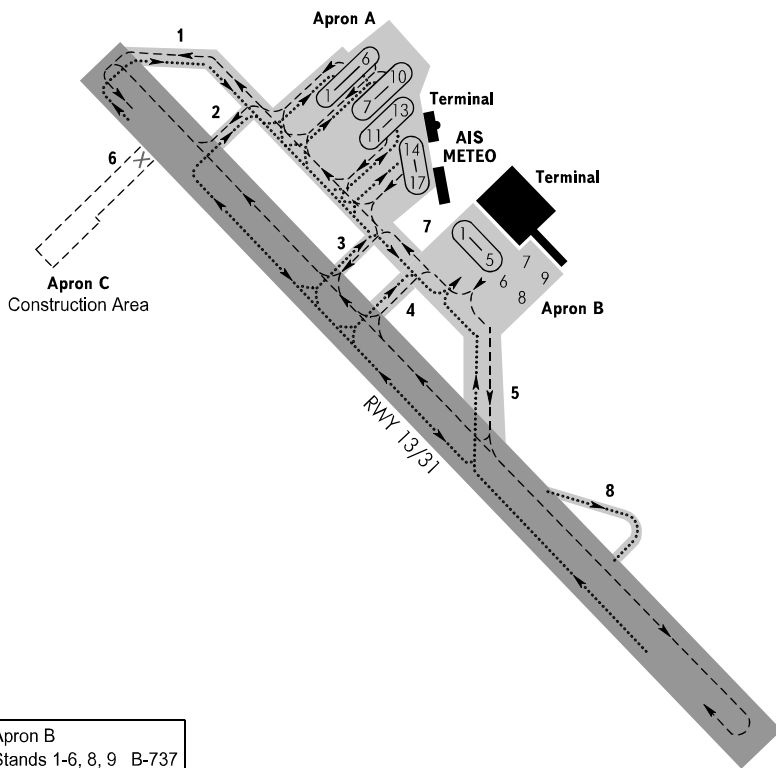 Apron A
1
6
1
10
7
13
11
14
17
2
Terminal
AIS
METEO
Terminal
6
Apron C
Construction Area
3
7
1
5
6
7
8
9
Apron B
4
5
RWY 13/31
8
Apron B
Stands 1-6, 8, 9 B-737